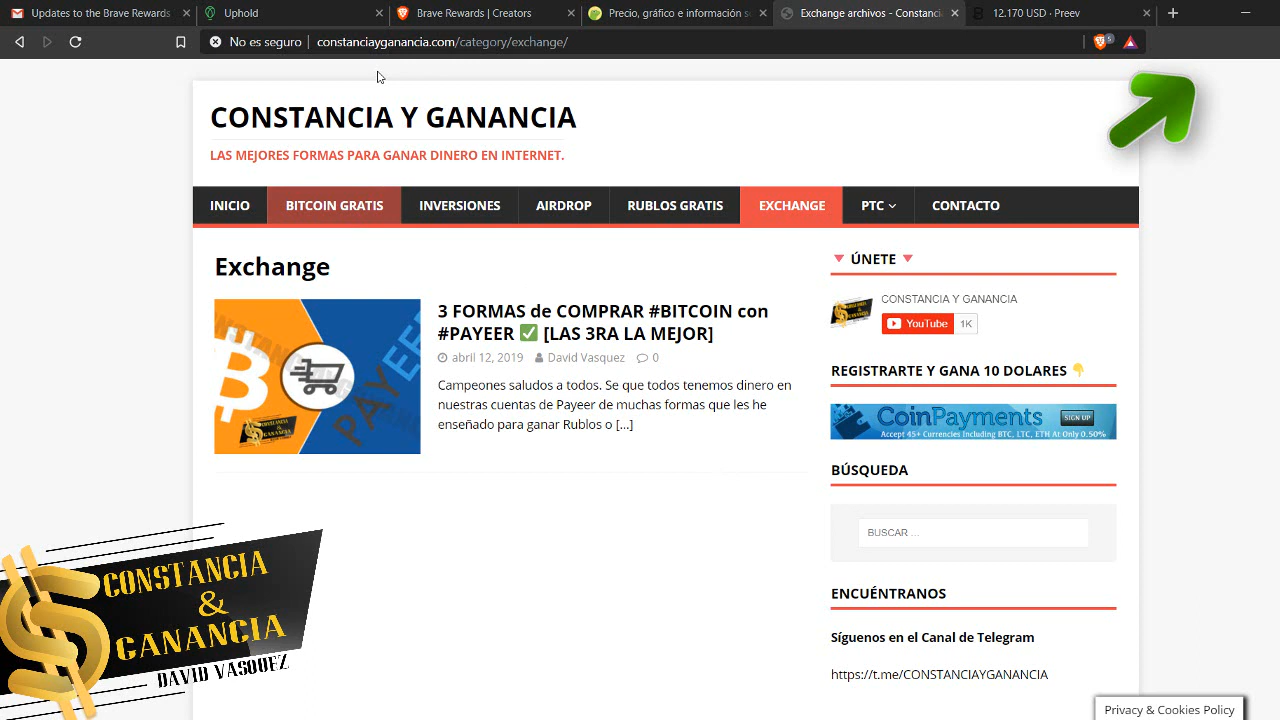 Updates to the Brave Rewards
Uphold
Brave Rewards | Creators
Precio, gráfico e información s
Exchange archivos - Constanci
12.170 USD · Preev
No es seguro
constanciayganancia.com/category/exchange/
5
CONSTANCIA Y GANANCIA
LAS MEJORES FORMAS PARA GANAR DINERO EN INTERNET.
INICIO
BITCOIN GRATIS
INVERSIONES
AIRDROP
RUBLOS GRATIS
EXCHANGE
PTC
CONTACTO
Exchange
PAYEER
CONSTANCIA
&
GANANCIA
3 FORMAS de COMPRAR #BITCOIN con
#PAYEER ✅ [LAS 3RA LA MEJOR]
abril 12, 2019
David Vasquez
0
Campeones saludos a todos. Se que todos tenemos dinero en
nuestras cuentas de Payeer de muchas formas que les he
enseñado para ganar Rublos o [...]
🔻 ÚNETE 🔻
CONSTANCIA Y GANANCIA
YouTube
1K
REGISTRARTE Y GANA 10 DOLARES 👇
CoinPayments
SIGN UP
Accept 45+ Currencies Including BTC, LTC, ETH At Only 0.50%
BÚSQUEDA
BUSCAR ...
ENCUÉNTRANOS
Síguenos en el Canal de Telegram
https://t.me/CONSTANCIAYGANANCIA
CONSTANCIA
&
GANANCIA
DAVID VASQUEZ
Privacy & Cookies Policy